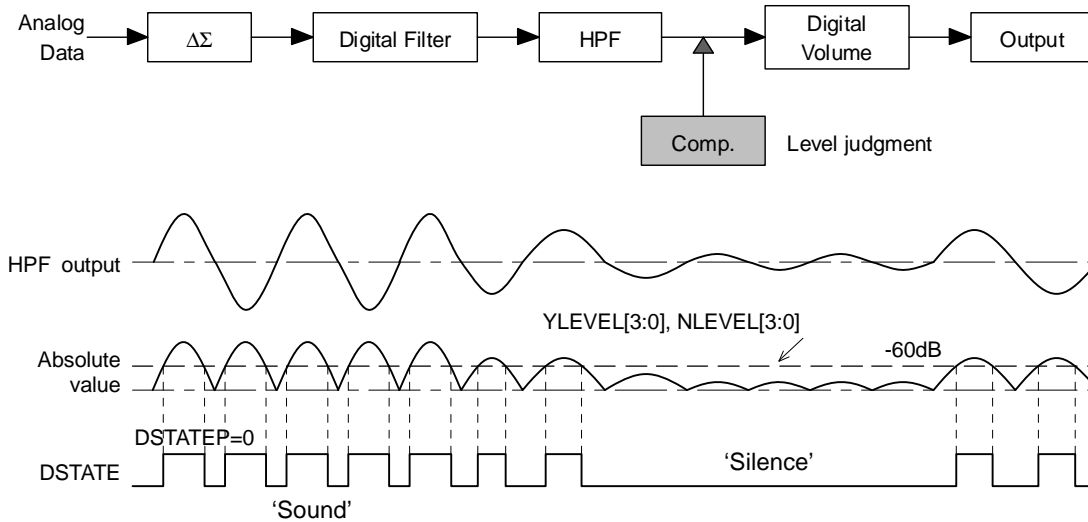 Analog
Data
ΔΣ
Digital Filter
HPF
Digital
Volume
Output
Comp.
Level judgment
HPF output
YLEVEL[3:0], NLEVEL[3:0]
Absolute
value
-60dB
DSTATEP=0
DSTATE
'Silence'
'Sound'